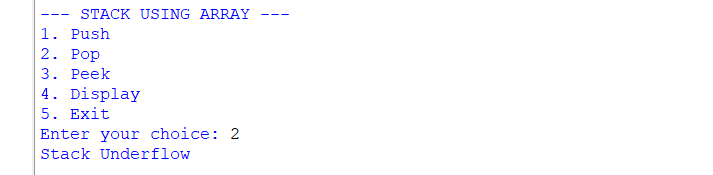 --- STACK USING ARRAY ---
1. Push
2. Pop
3. Peek
4. Display
5. Exit
Enter your choice: 2
Stack Underflow